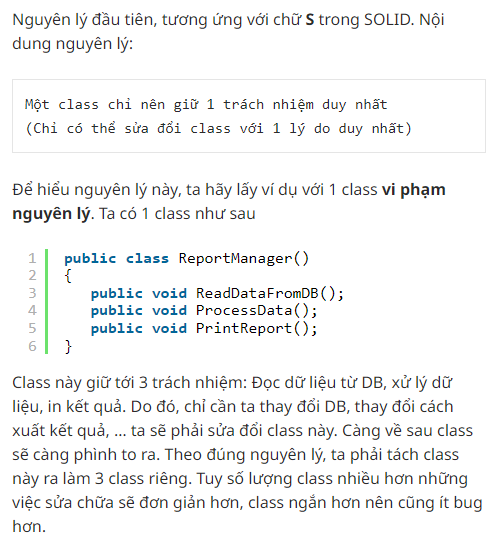 Nguyên lý đầu tiên, tương ứng với chữ S trong SOLID. Nội
dung nguyên lý:
Một class chỉ nên giữ 1 trách nhiệm duy nhất
(Chỉ có thể sửa đổi class với 1 lý do duy nhất)
Để hiểu nguyên lý này, ta hãy lấy ví dụ với 1 class vi phạm
nguyên lý. Ta có 1 class như sau
1 public class ReportManager()
2 {
3 public void ReadDataFromDB();
4 public void ProcessData();
5 public void PrintReport();
6 }
Class này giữ tới 3 trách nhiệm: Đọc dữ liệu từ DB, xử lý dữ
liệu, in kết quả. Do đó, chỉ cần ta thay đổi DB, thay đổi cách
xuất kết quả, … ta sẽ phải sửa đổi class này. Càng về sau class
sẽ càng phình to ra. Theo đúng nguyên lý, ta phải tách class
này ra làm 3 class riêng. Tuy số lượng class nhiều hơn những
việc sửa chữa sẽ đơn giản hơn, class ngắn hơn nên cũng ít bug
hơn.